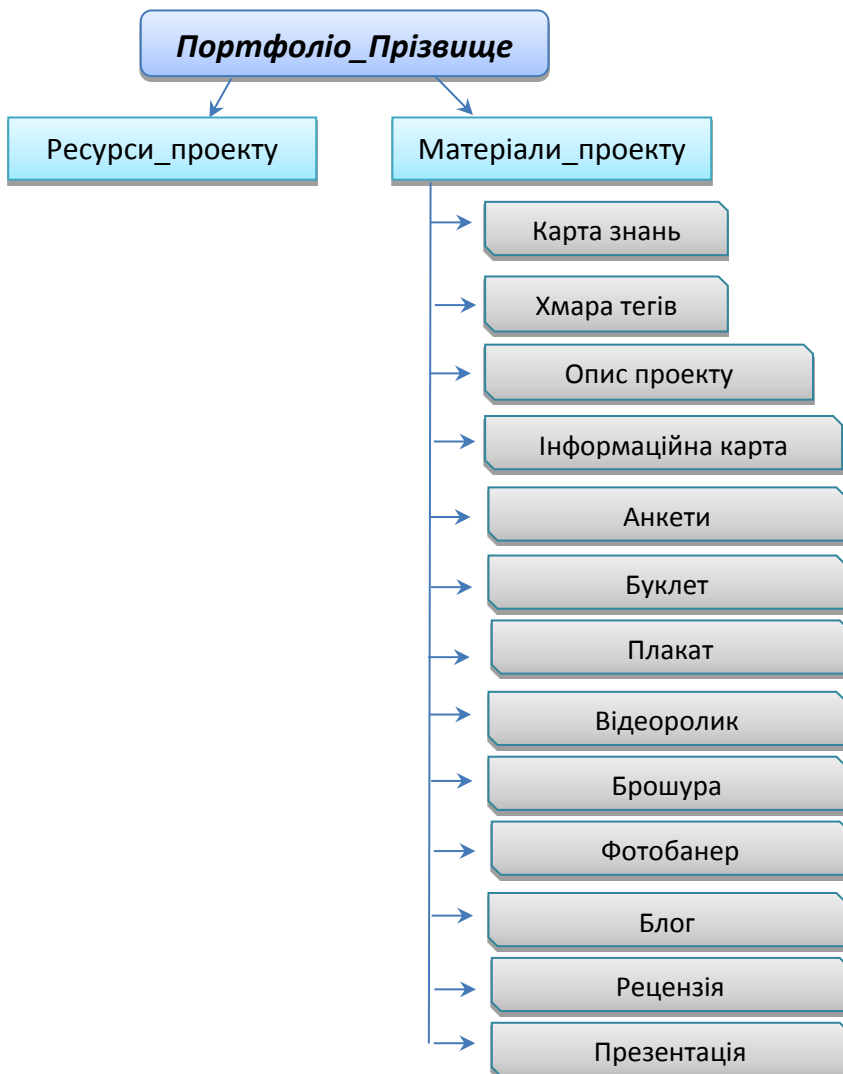 Портфоліо_Прізвище
Ресурси_проекту
Матеріали_проекту
Карта знань
Хмара тегів
Опис проекту
Інформаційна карта
Анкети
Буклет
Плакат
Відеоролик
Брошура
Фотобанер
Блог
Рецензія
Презентація